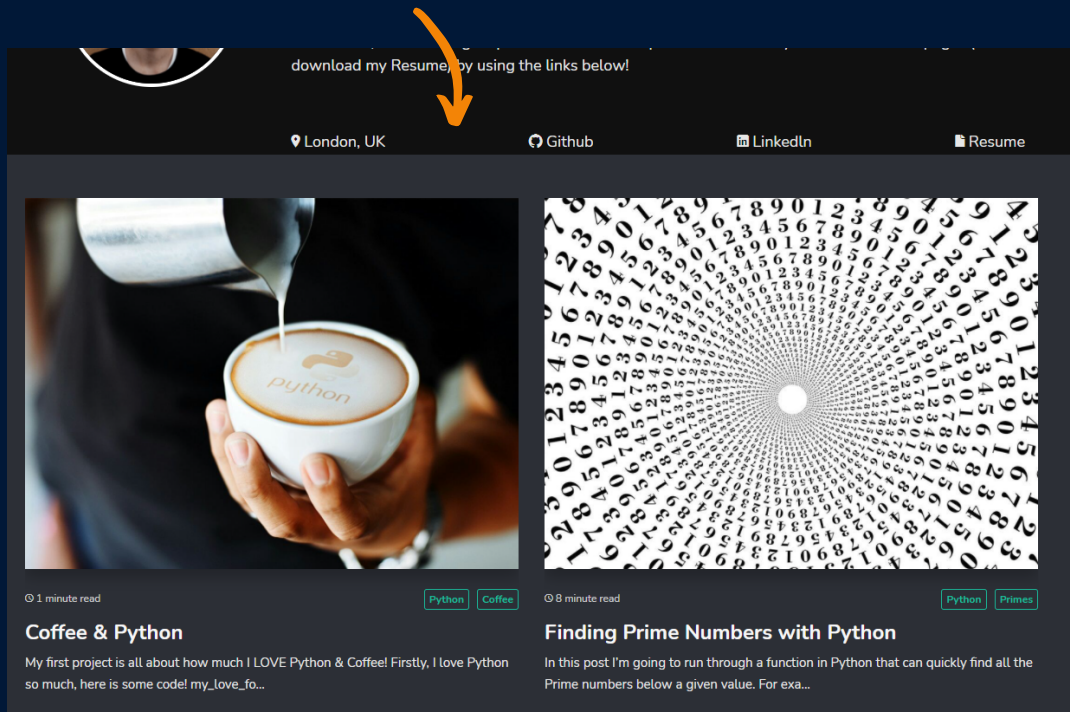 download my Resume, by using the links below!
London, UK
Github
LinkedIn
Resume
python
1 minute read
Python
Coffee
Coffee & Python
My first project is all about how much I LOVE Python & Coffee! Firstly, I love Python
so much, here is some code! my_love_fo...
8 minute read
Python
Primes
Finding Prime Numbers with Python
In this post I'm going to run through a function in Python that can quickly find all the
Prime numbers below a given value. For exa...